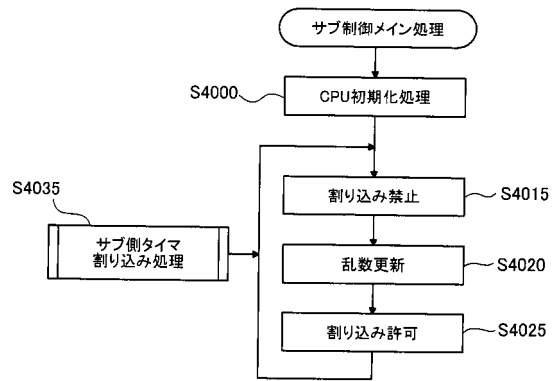 サブ制御メイン処理
S4000
CPU初期化処理
S4035
割り込み禁止
S4015
サブ側タイマ
割り込み処理
乱数更新
S4020
割り込み許可
S4025